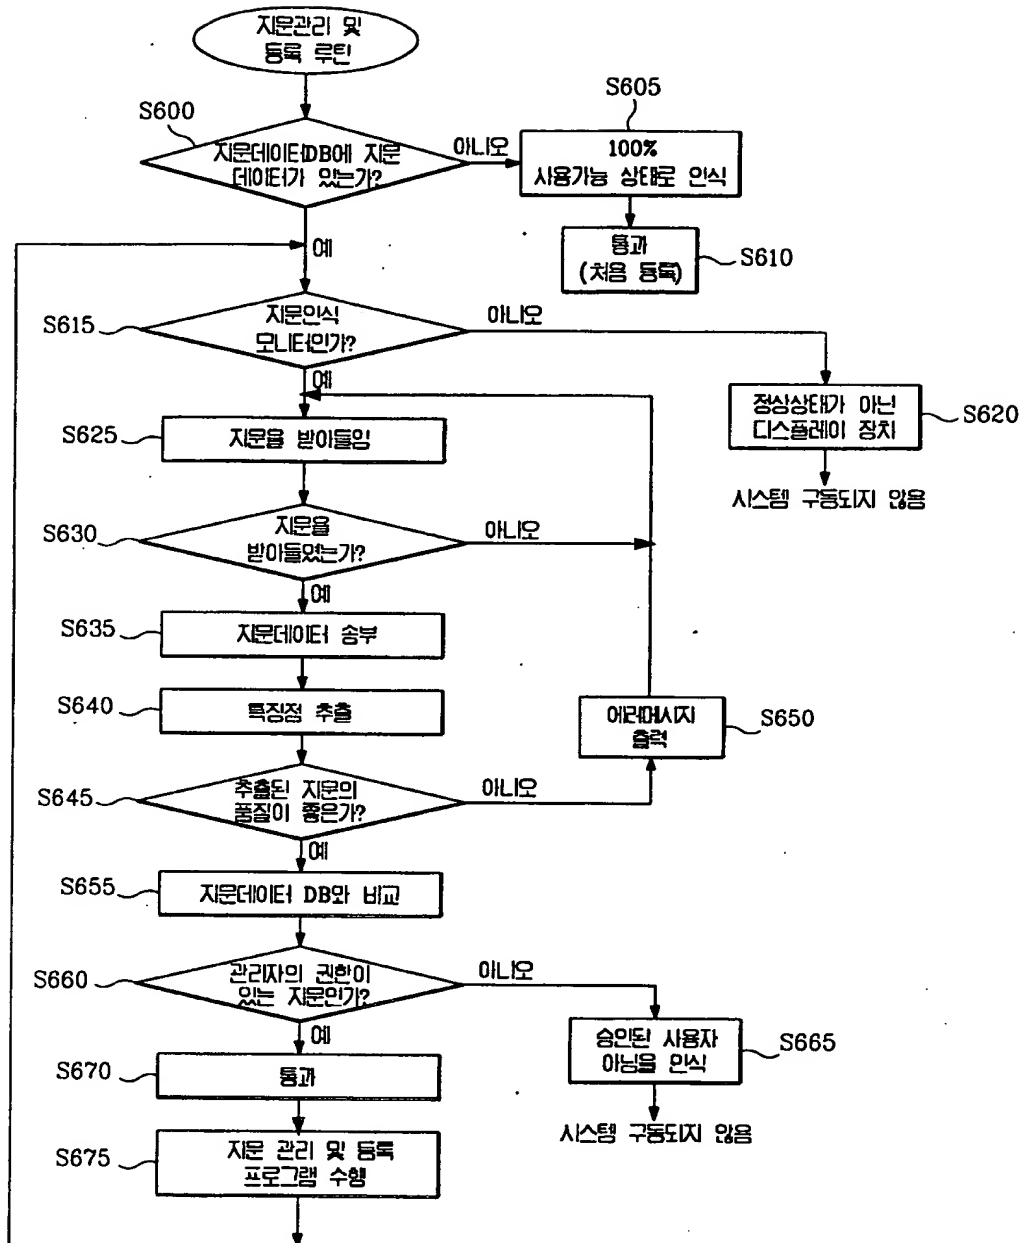 지문관리 및
등록 루틴
S600
지문데이터DB에 지문
데이터가 있는가?
아니오
S605
100%
사용가능 상태로 인식
예
통과
(처음 등록)
S610
S615
지문인식
모니터인가?
아니오
예
정상상태가 아닌
디스플레이 장치
S620
시스템 구동되지 않음
S625
지문을 받아들임
S630
지문을
받아들였는가?
아니오
예
S635
지문데이터 송부
S640
특징점 추출
에러메시지
출력
S650
S645
추출된 지문의
품질이 좋은가?
아니오
예
S655
지문데이터 DB와 비교
S660
관리자의 권한이
있는 지문인가?
아니오
예
승인된 사용자
아님을 인식
S665
시스템 구동되지 않음
S670
통과
S675
지문 관리 및 등록
프로그램 수행